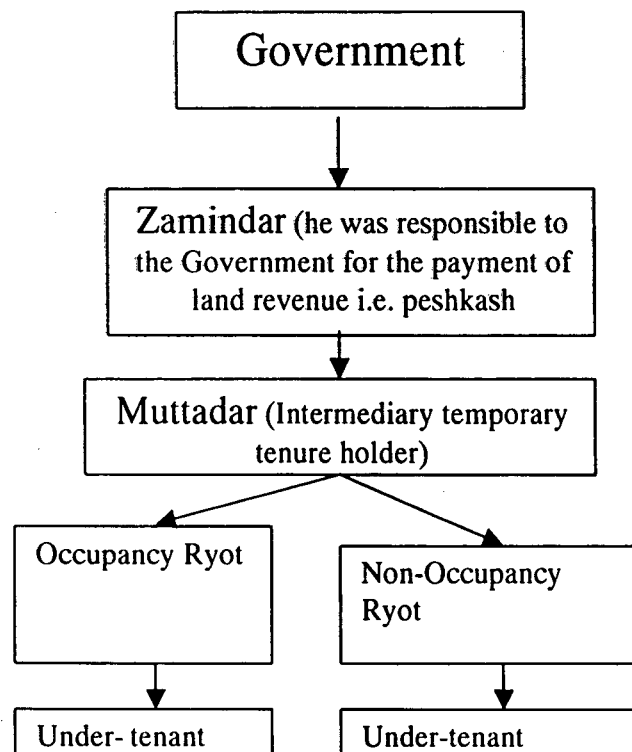 Government
Zamindar (he was responsible to
the Government for the payment of
land revenue i.e. peshkash
Muttadar (Intermediary temporary
tenure holder)
Occupancy Ryot
Non-Occupancy
Ryot
Under- tenant
Under-tenant